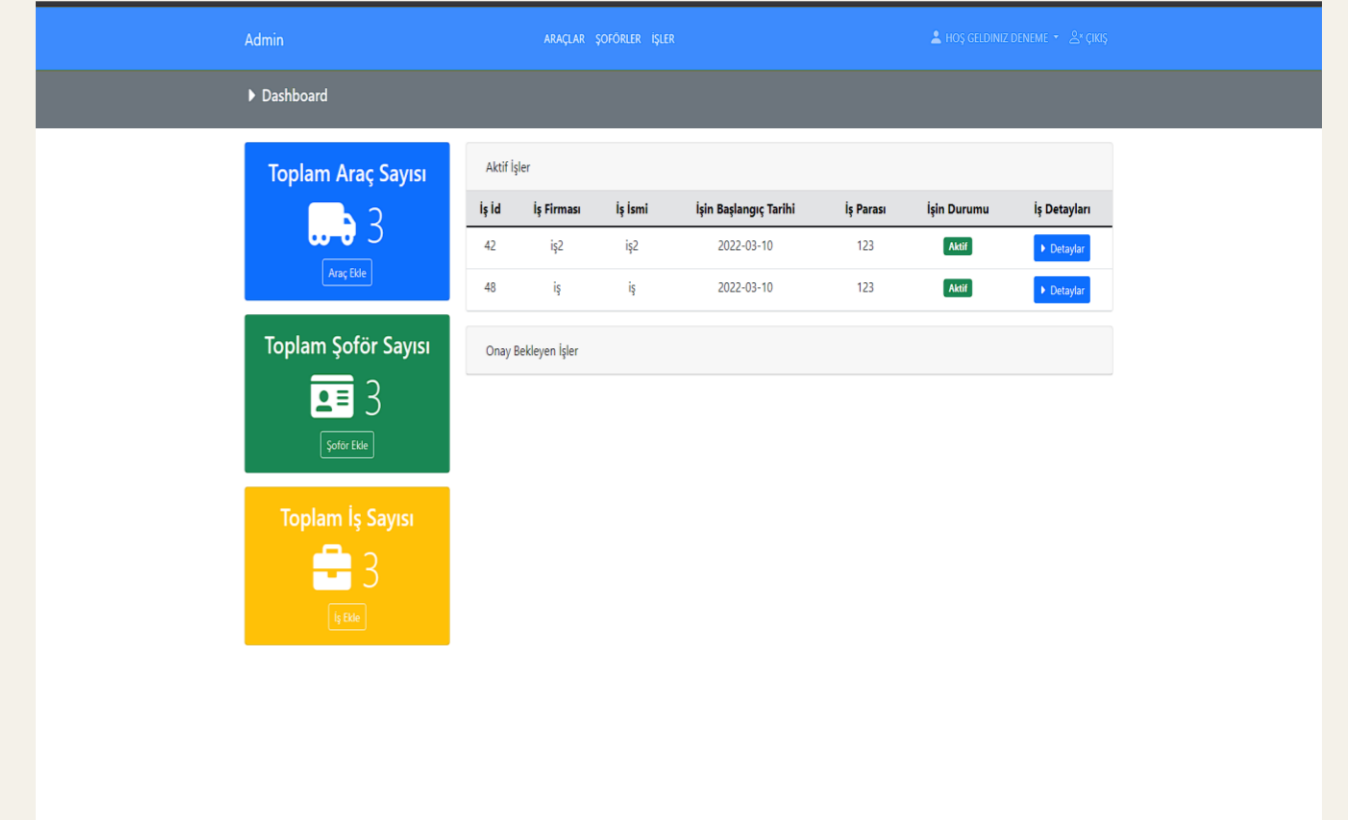 Admin
ARAÇLAR ŞOFÖRLER İŞLER
HOŞ GELDINIZ DENEME
ÇIKIŞ
Dashboard
Toplam Araç Sayısı
3
Araç Ekle
Toplam Şoför Sayısı
3
Şoför Ekle
Toplam İş Sayısı
3
İş Ekle
Aktif İşler
İş İd İş Firması İş İsmi İşin Başlangıç Tarihi İş Parası İşin Durumu İş Detayları
42 iş2 iş2 2022-03-10 123 Aktif Detaylar
48 iş iş 2022-03-10 123 Aktif Detaylar
Onay Bekleyen İşler